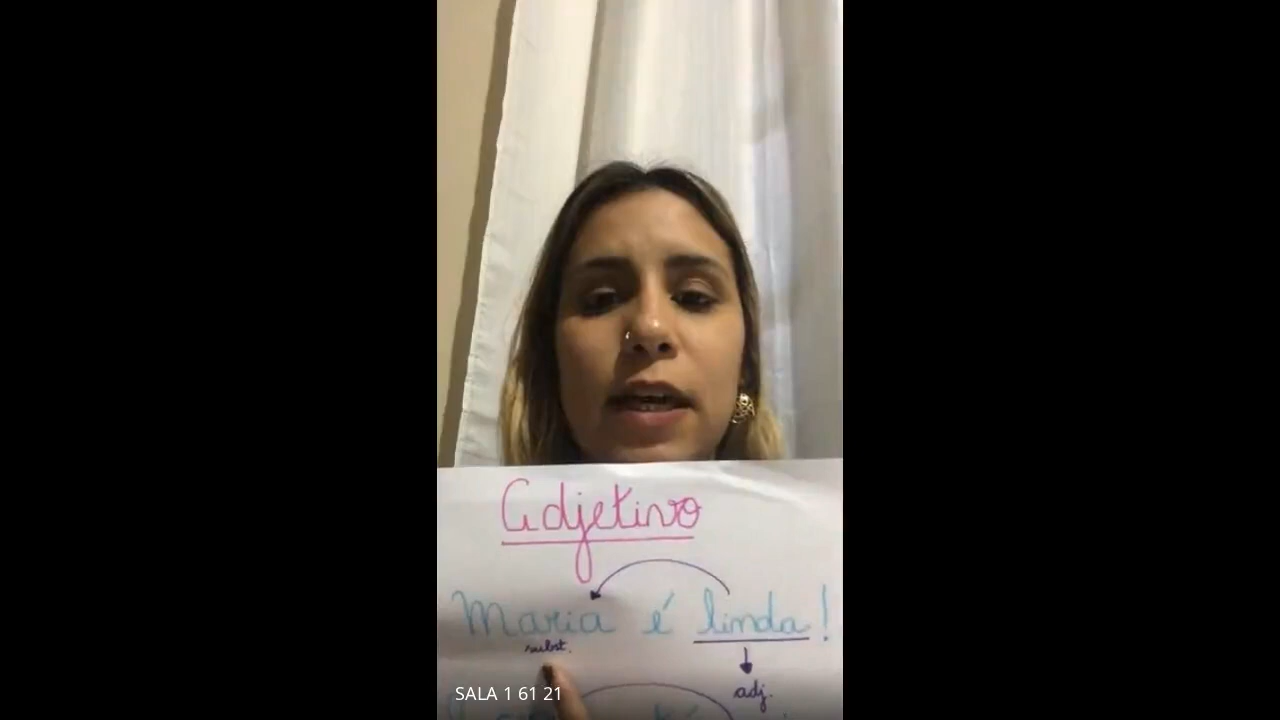 Adjetivo
Maria é linda!
subst.
adj.
SALA 1 61 21